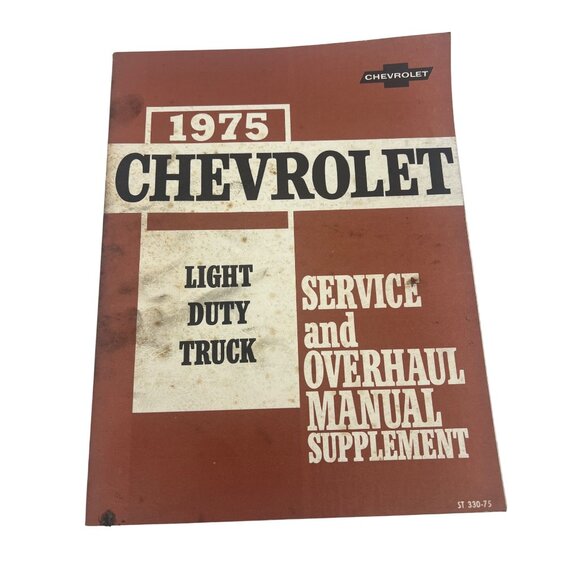 CHEVROLET
1975
CHEVROLET
LIGHT
DUTY
TRUCK
SERVICE
and
OVERHAUL
MANUAL
SUPPLEMENT
ST 330-75